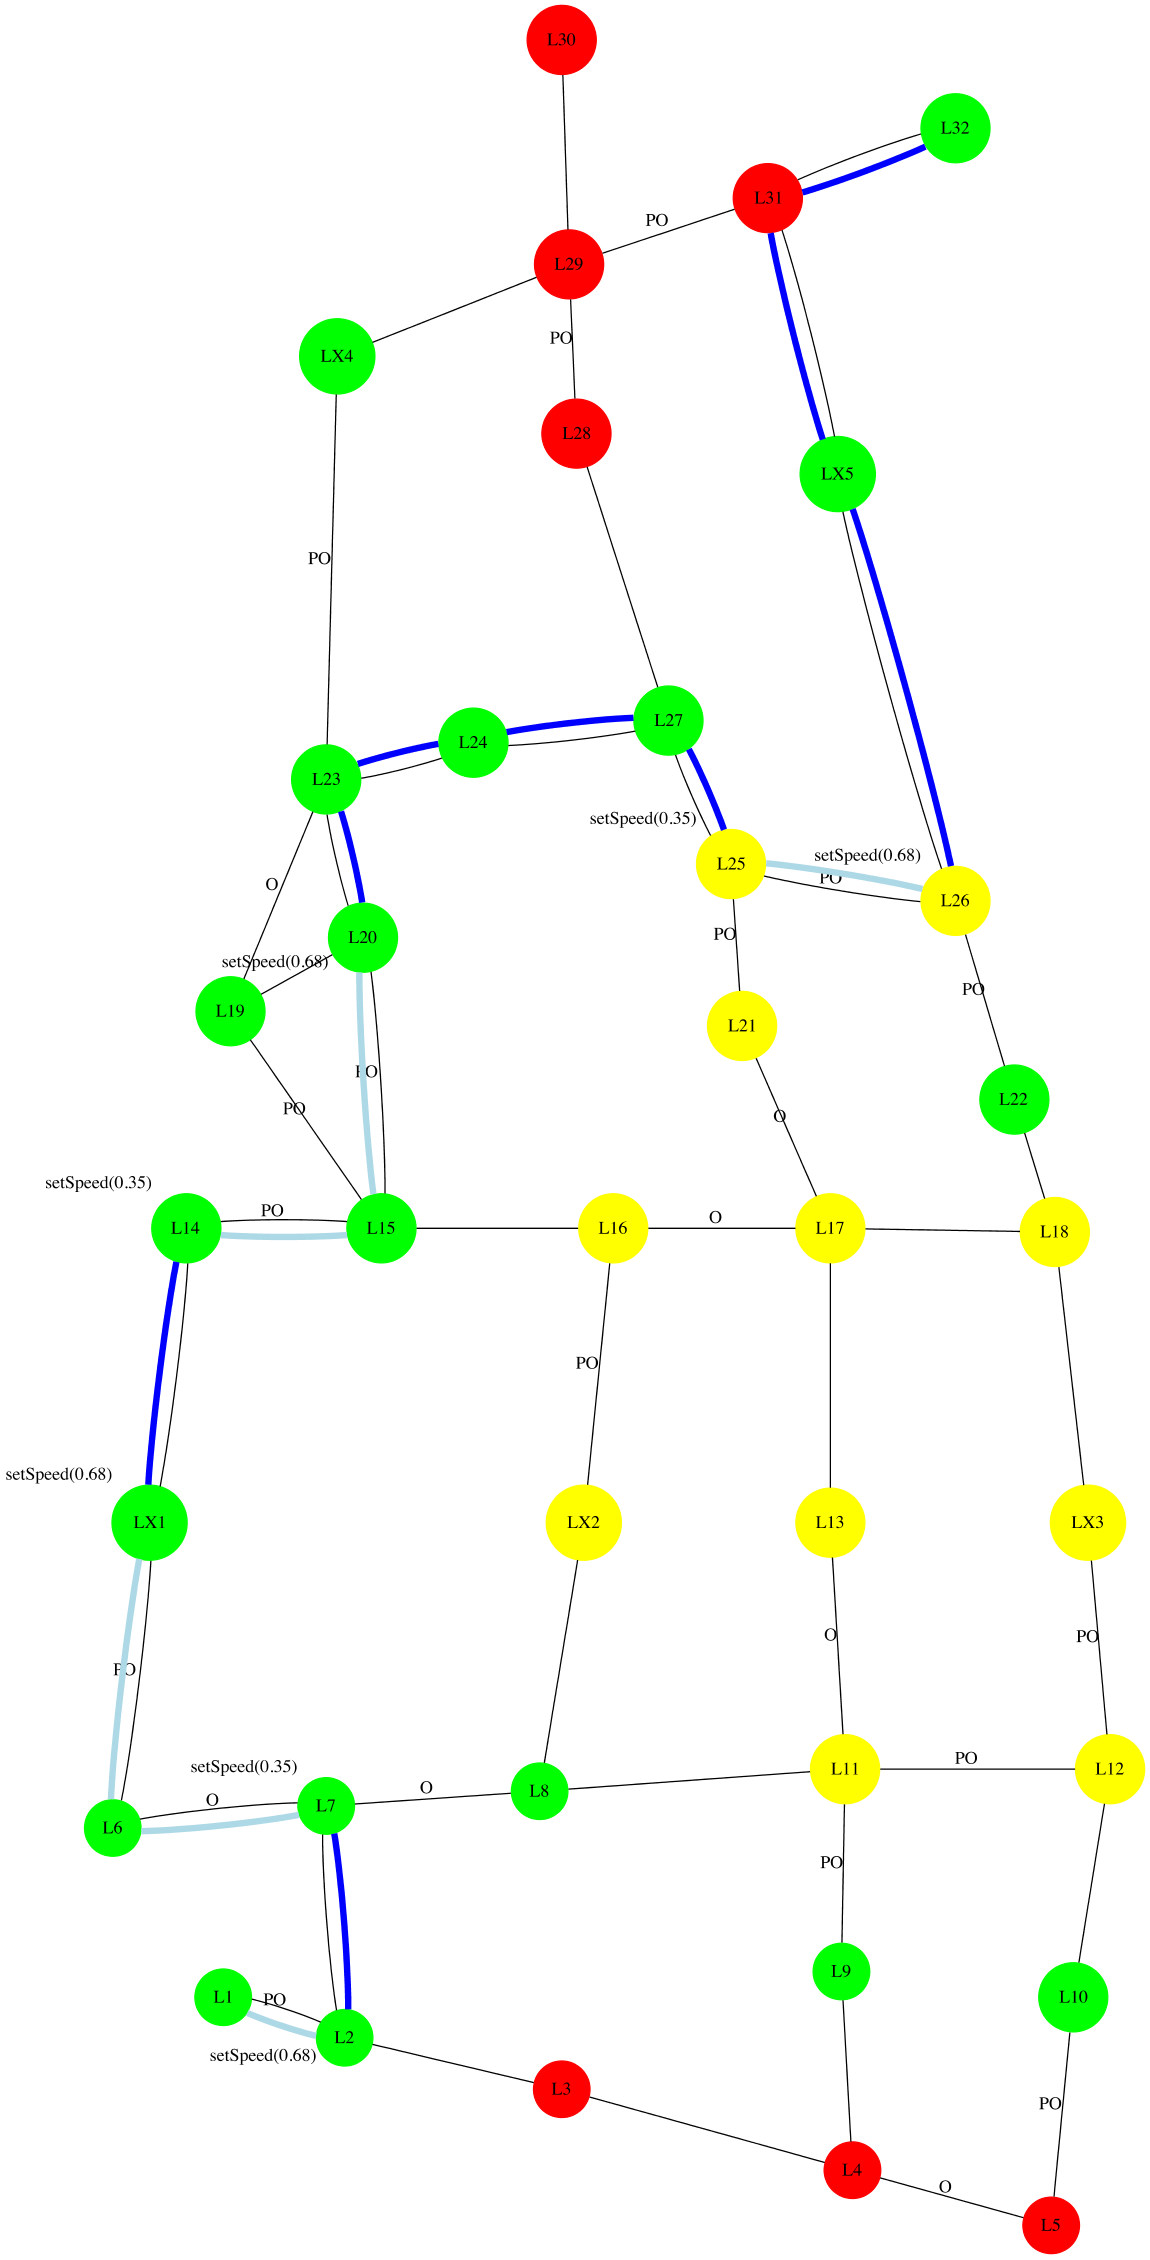 L30
L32
L31
PO
L29
PO
LX4
L28
LX5
PO
L27
L24
L23
setSpeed(0.35)
setSpeed(0.68)
L25
PO
O
L26
L20
PO
setSpeed(0.68)
PO
L19
L21
PO
L22
PO
O
setSpeed(0.35)
PO
L14
L15
L16
O
L17
L18
PO
setSpeed(0.68)
LX1
LX2
L13
LX3
O
PO
PO
setSpeed(0.35)
PO
L11
L12
O
O
L8
L7
L6
PO
L9
L1
PO
L10
L2
setSpeed(0.68)
L3
PO
L4
O
L5